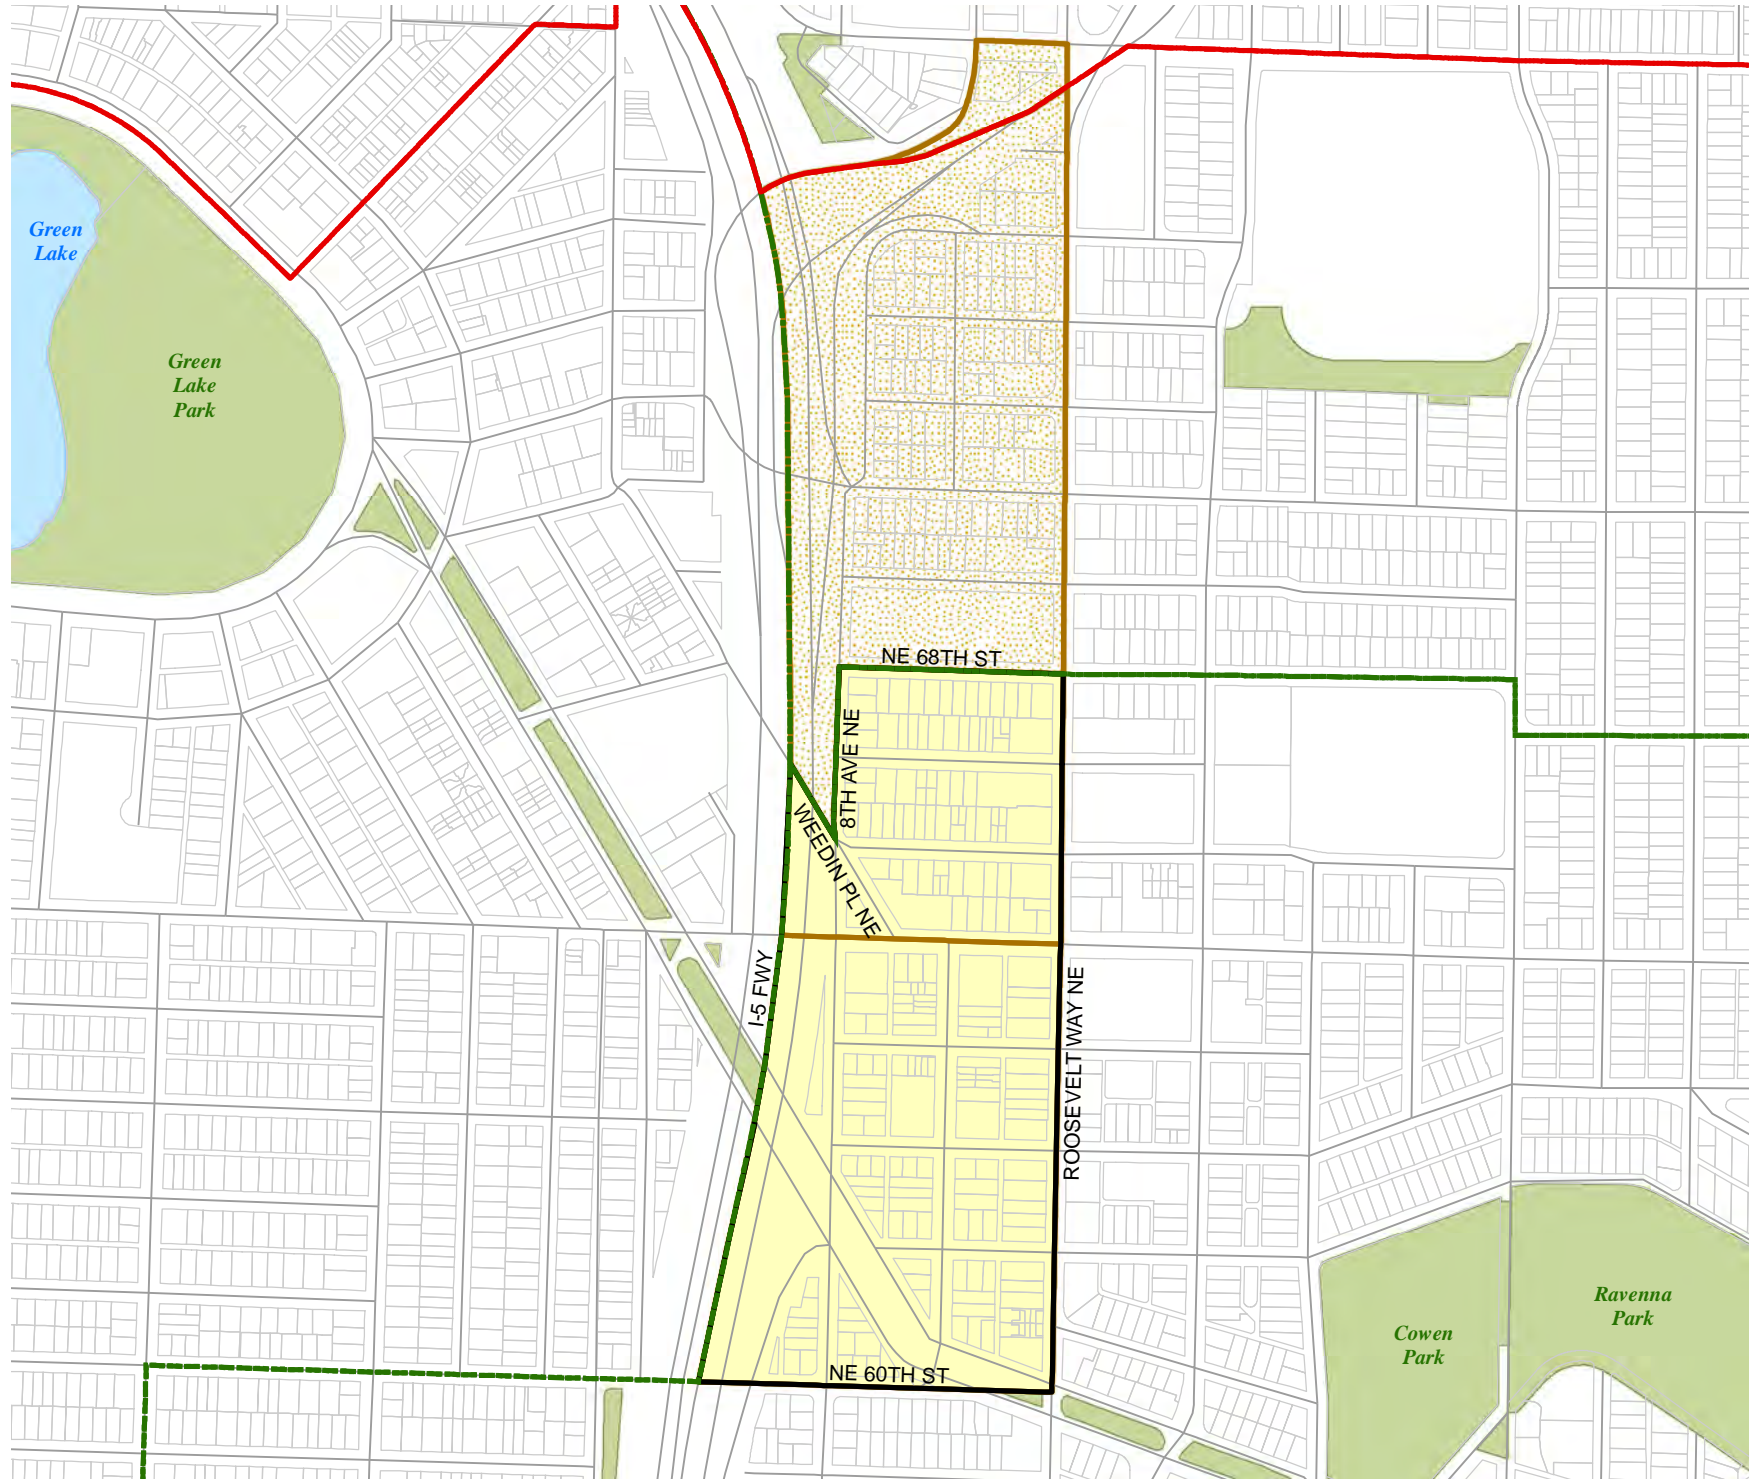 Green
Lake
Green
Lake
Park
NE 68TH ST
8TH AVE NE
WEEDIN PL NE
I-5 FWY
ROOSEVELT WAY NE
Ravenna
Park
Cowen
Park
NE 60TH ST